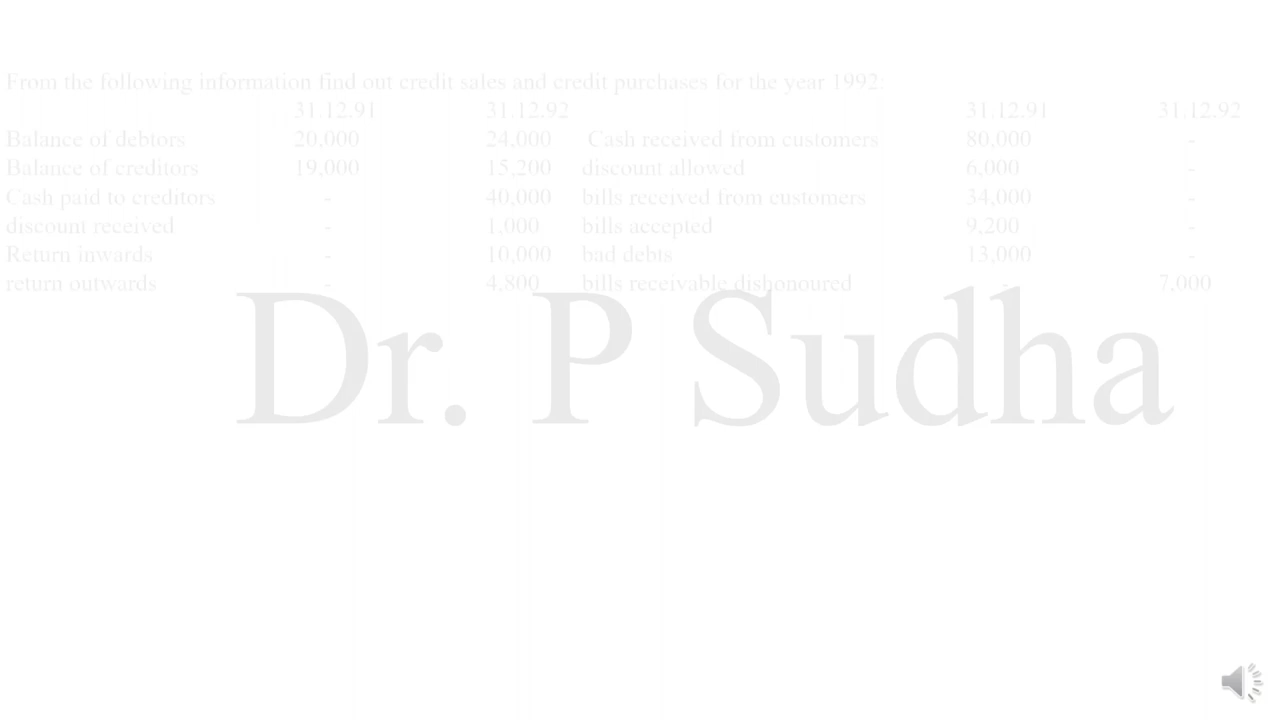 From the following information find out credit sales and credit purchases for the year 1992:
31.12.91 31.12.92 31.12.91 31.12.92
Balance of debtors 20,000 24,000 Cash received from customers 80,000 -
Balance of creditors 19,000 15,200 discount allowed 6,000 -
Cash paid to creditors - 40,000 bills received from customers 34,000 -
discount received - 1,000 bills accepted 9,200 -
Return inwards - 10,000 bad debts 13,000 -
return outwards - 4,800 bills receivable dishonoured - 7,000
Dr. P Sudha